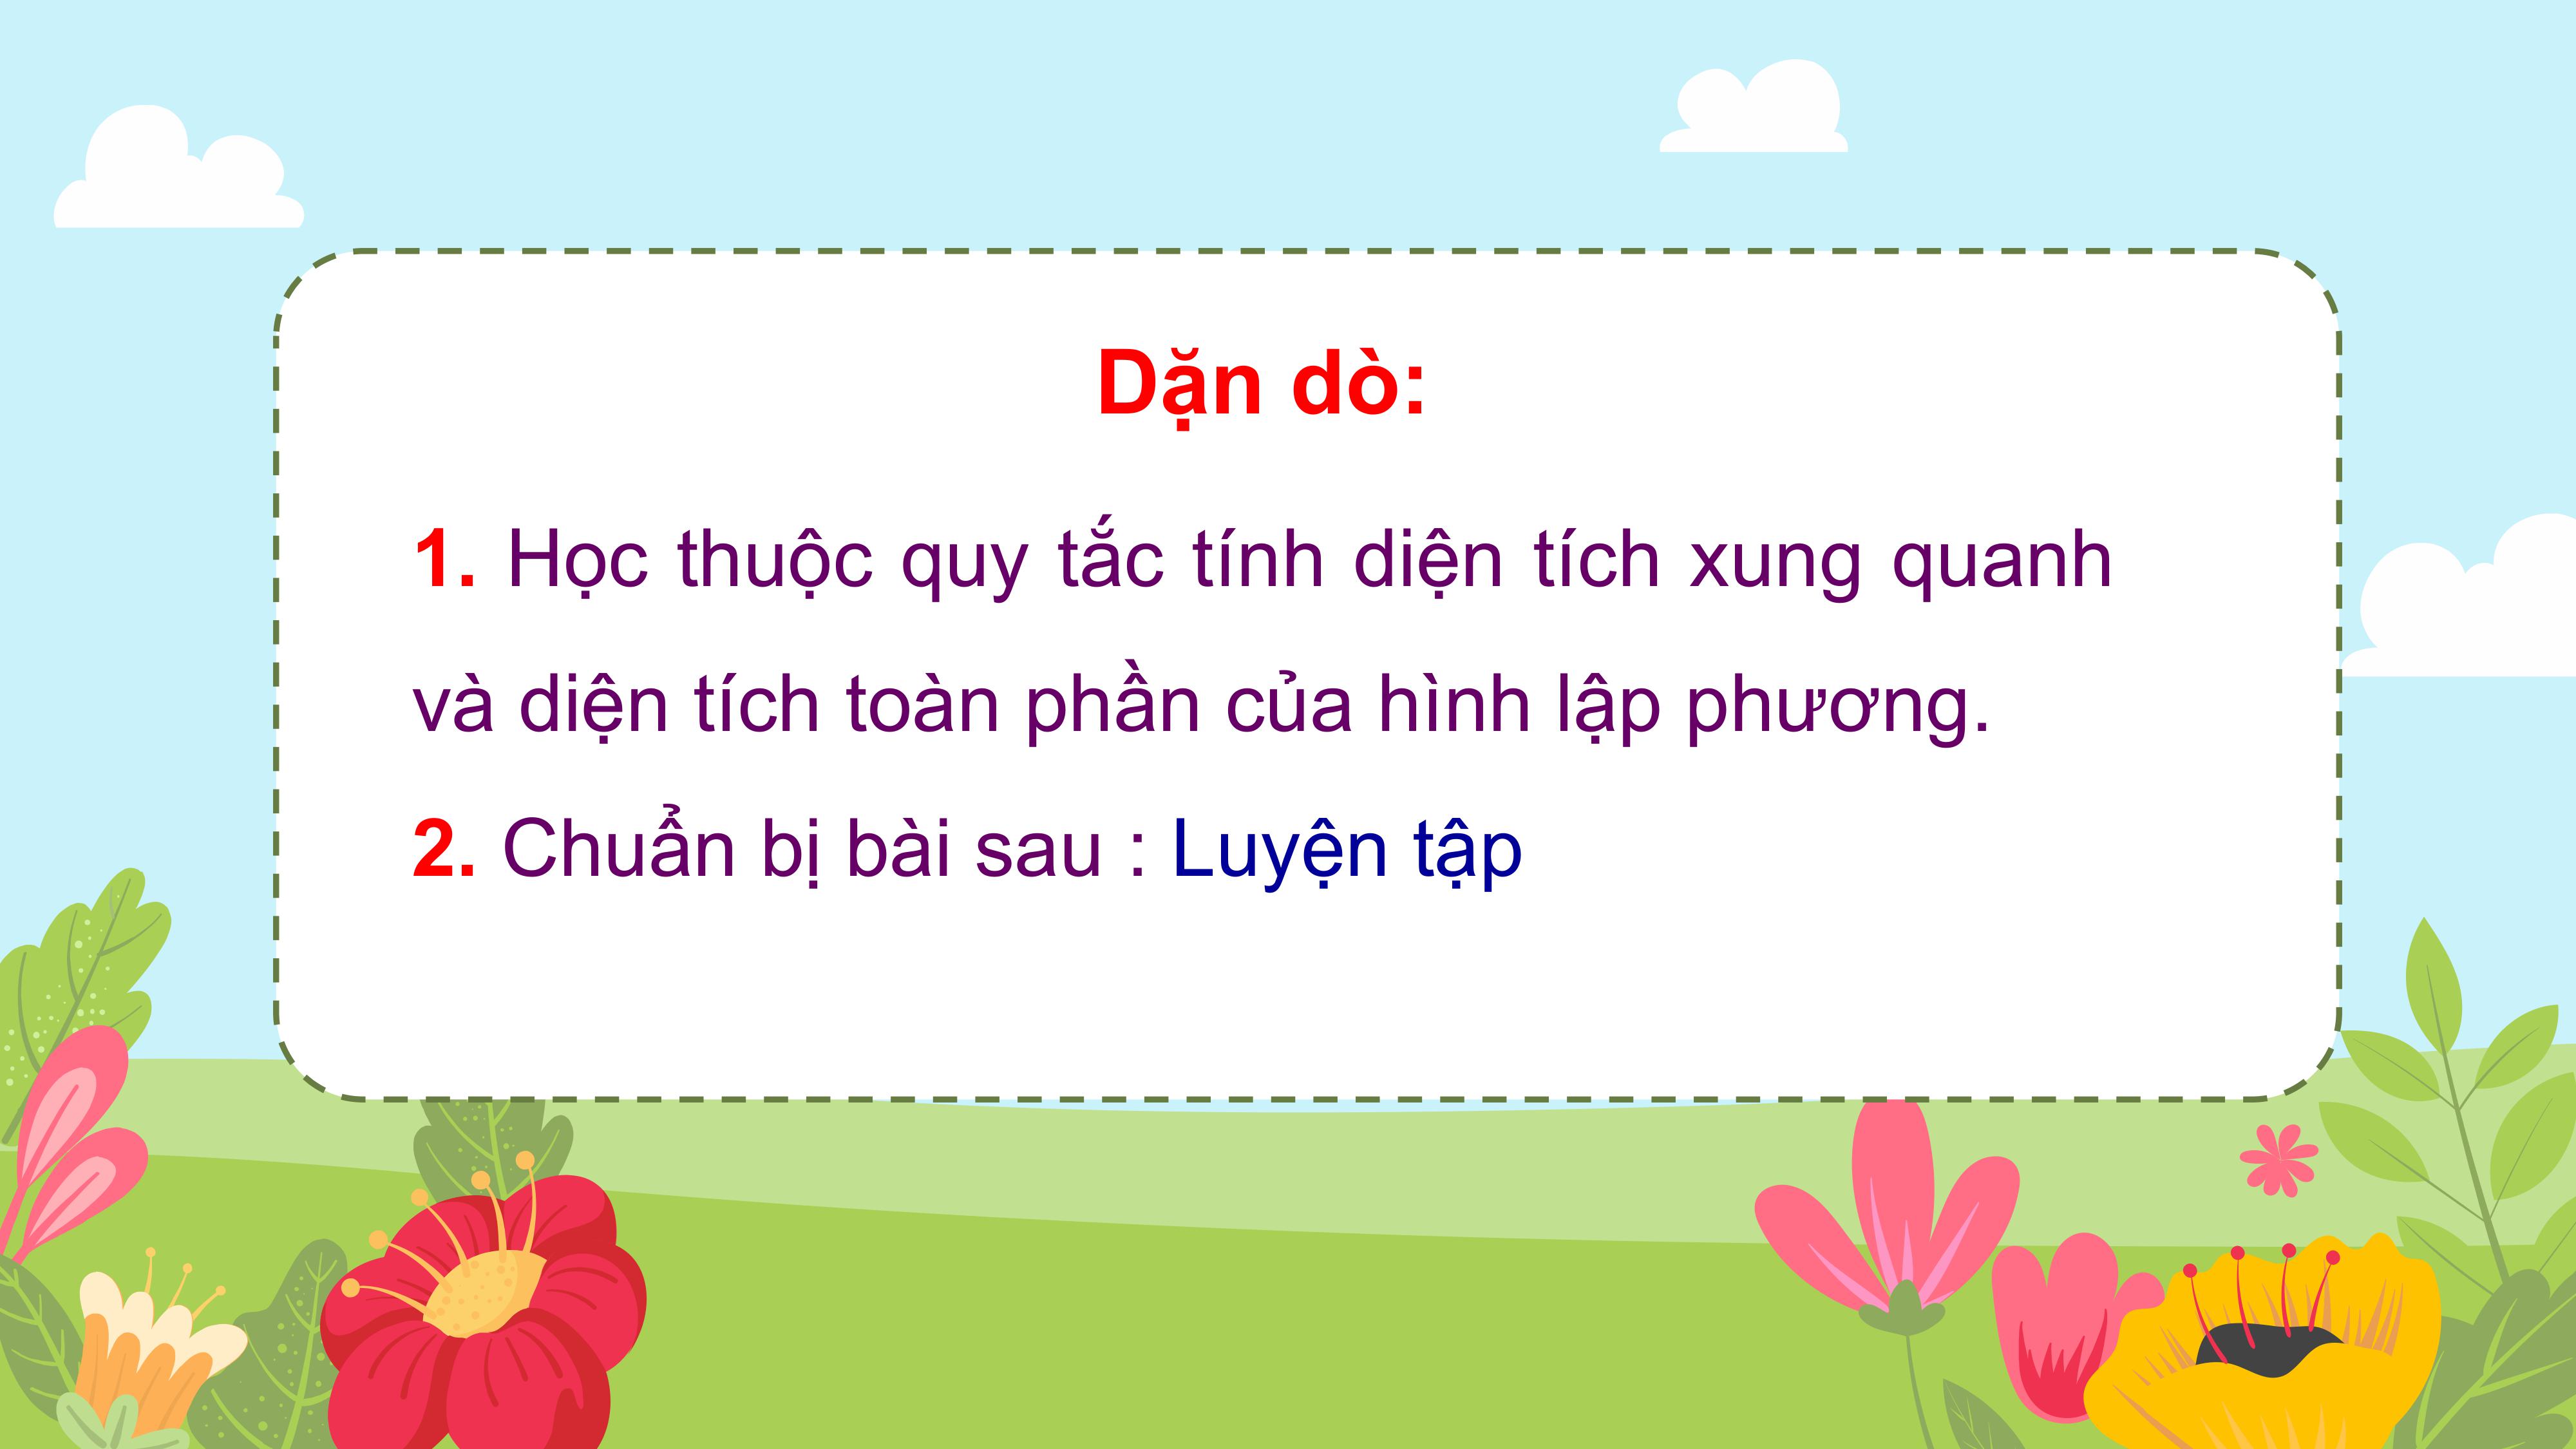 Dặn dò:
1. Học thuộc quy tắc tính diện tích xung quanh
và diện tích toàn phần của hình lập phương.
2. Chuẩn bị bài sau : Luyện tập